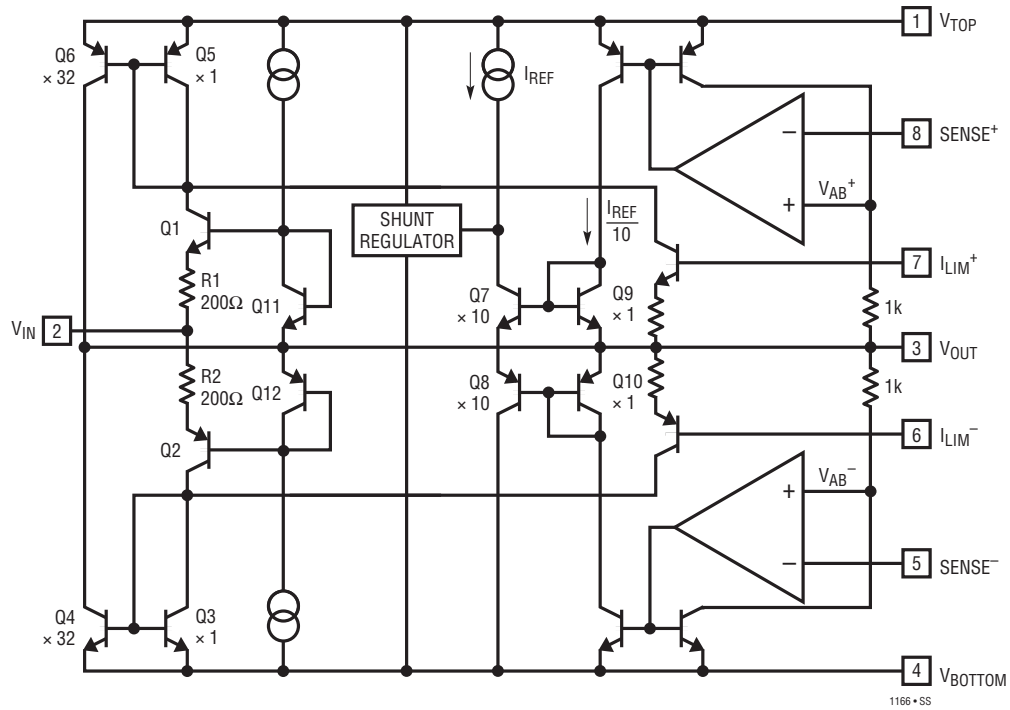 1
VTOP
Q6
× 32
Q5
× 1
IREF
8
SENSE+
VAB+
IREF
10
SHUNT
REGULATOR
Q1
7
ILIM+
R1
200Ω
Q11
Q7
× 10
Q9
× 1
1k
VIN
2
3
VOUT
R2
200Ω
Q12
Q8
× 10
Q10
× 1
1k
Q2
6
ILIM–
VAB–
5
SENSE–
Q4
× 32
Q3
× 1
4
VBOTTOM
1166 • SS
+
–
+
–